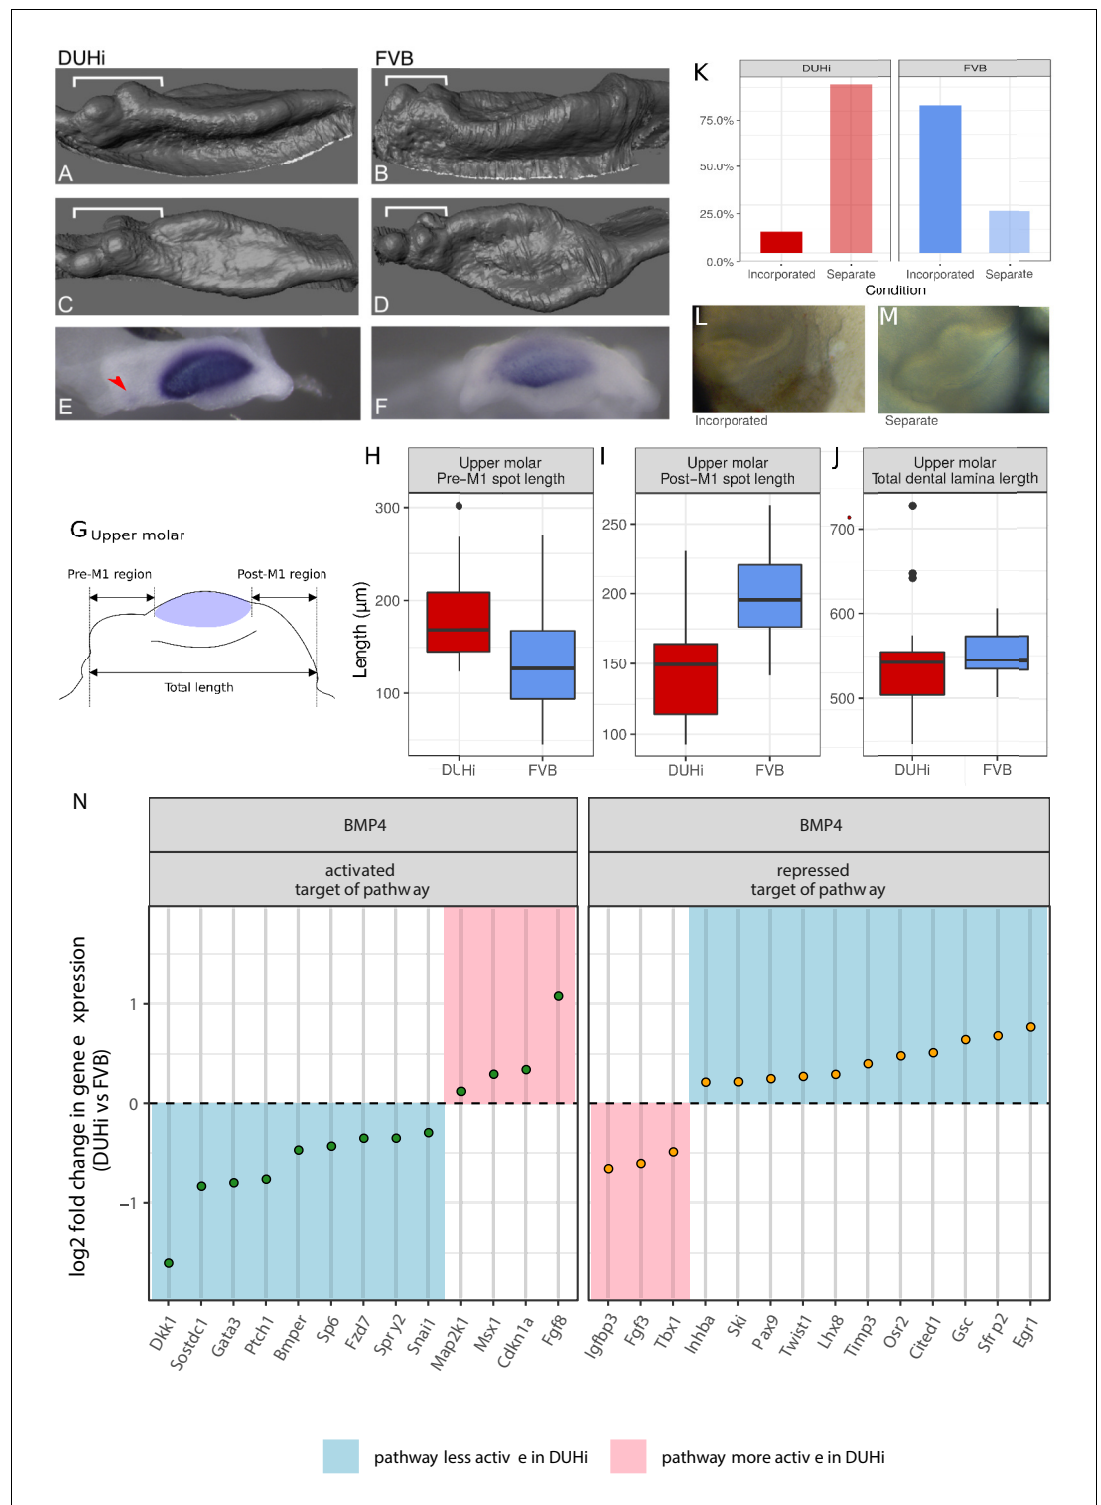 DUHi
FVB
A
B
C
D
E
F
K
DUHi
FVB
75.0%
50.0%
25.0%
0.0%
Incorporated
Separate
Incorporated
Separate
Condition
L
M
Incorporated
Separate
G Upper molar
Pre-M1 region
Post-M1 region
Total length
H
Upper molar
Pre-M1 spot length
Length (µm)
300
200
100
DUHi
FVB
I
Upper molar
Post-M1 spot length
250
200
150
100
DUHi
FVB
J
Upper molar
Total dental lamina length
700
600
500
DUHi
FVB
N
BMP4
activated
target of pathway
BMP4
repressed
target of pathway
log2 fold change in gene e xpression
(DUHi vs FVB)
1
0
−1
Dkk1
Sostdc1
Gata3
Ptch1
Bmper
Sp6
Fzd7
Spry2
Snai1
Map2k1
Msx1
Cdkn1a
Fgf8
Igfbp3
Fgf3
Tbx1
Inhba
Ski
Pax9
Twist1
Lhx8
Timp3
Osr2
Cited1
Gsc
Sfrp2
Egr1
pathway less activ e in DUHi
pathway more activ e in DUHi